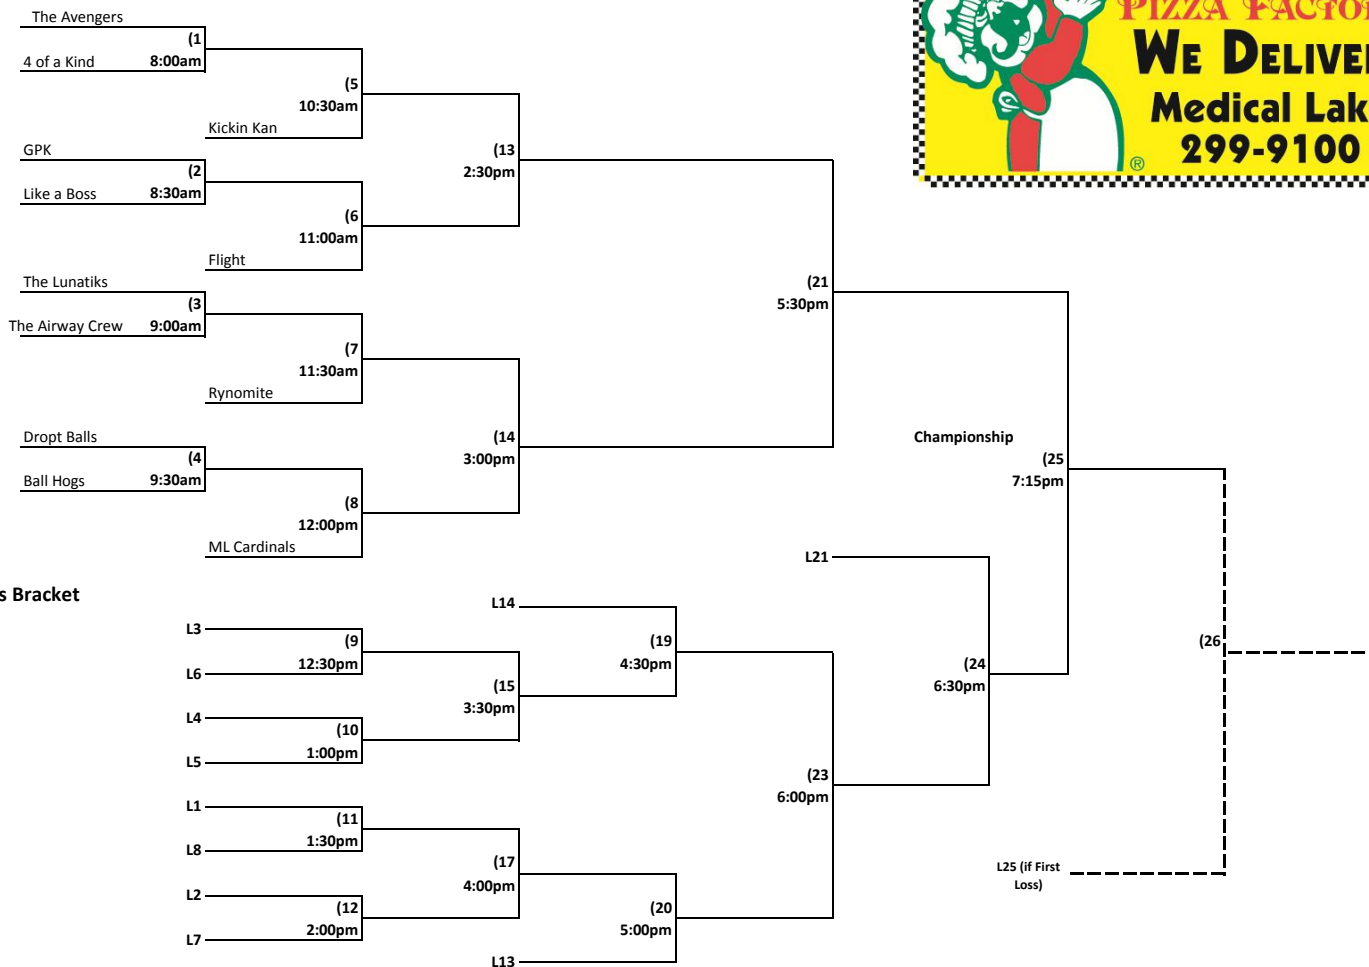 The Avengers
(1
4 of a Kind 8:00am
(5
10:30am
Kickin Kan
GPK
(2
Like a Boss 8:30am
(13
2:30pm
(6
11:00am
Flight
The Lunatiks
(3
The Airway Crew 9:00am
(7
11:30am
Rynomite
Dropt Balls
(4
Ball Hogs 9:30am
(14
3:00pm
(8
12:00pm
ML Cardinals
(21
5:30pm
Championship
(25
7:15pm
PIZZA FACTO
WE DELIVE
Medical Lak
299-9100
®
s Bracket
L21
L14
L3
(9
12:30pm
L6
(19
4:30pm
(15
3:30pm
L4
(10
1:00pm
L5
(24
6:30pm
(26
(23
6:00pm
L1
(11
1:30pm
L8
(17
4:00pm
L2
(12
2:00pm
L7
(20
5:00pm
L13
L25 (if First
Loss)